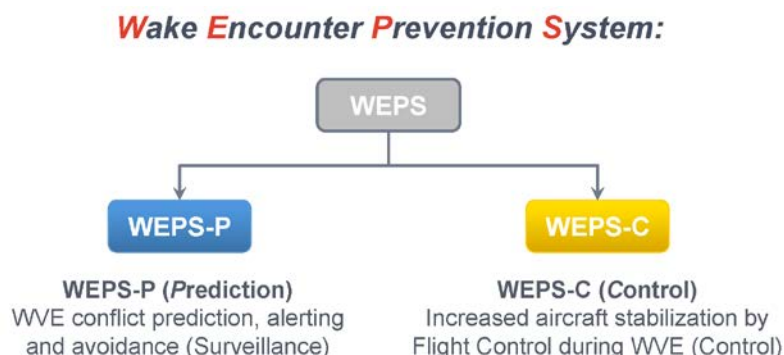 Wake Encounter Prevention System:
WEPS
WEPS-P
WEPS-C
WEPS-P (Prediction)
WVE conflict prediction, alerting
and avoidance (Surveillance)
WEPS-C (Control)
Increased aircraft stabilization by
Flight Control during WVE (Control)